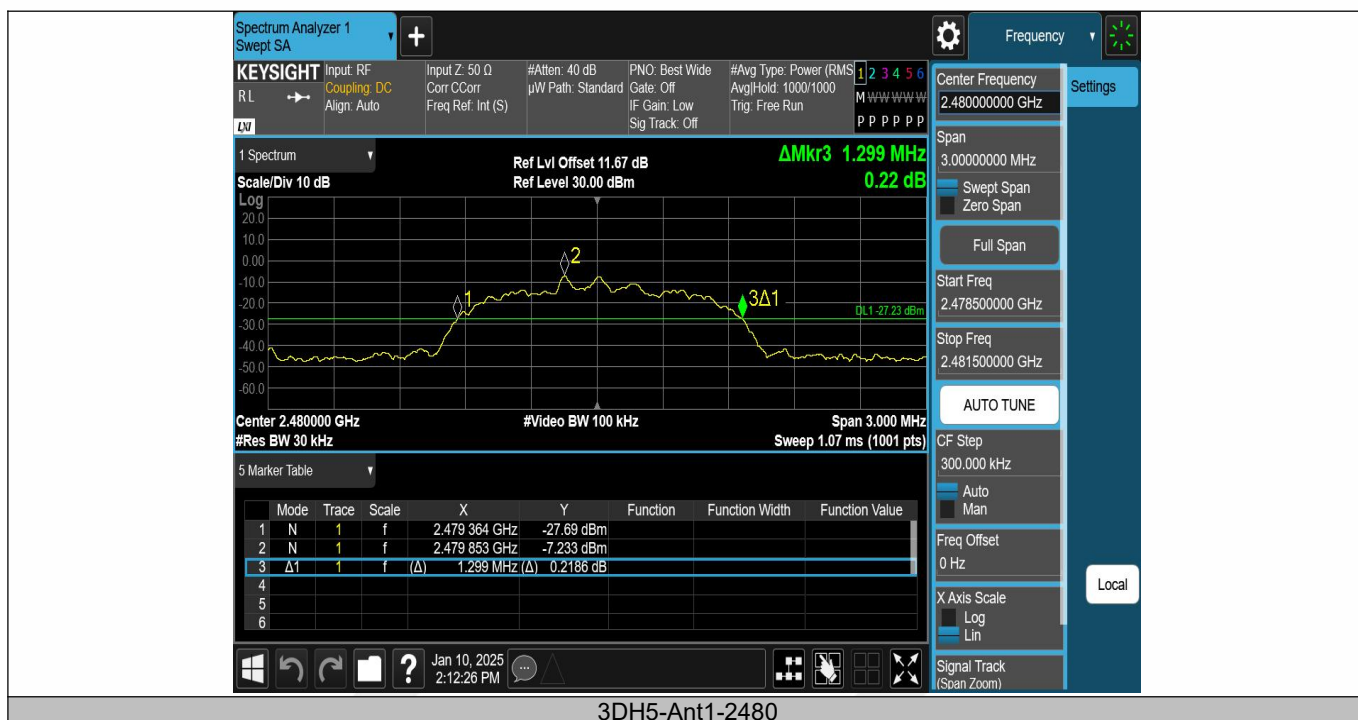 Spectrum Analyzer 1
Swept SA
+
Frequency
KEYSIGHT
RL
LXI
Input: RF
Coupling: DC
Align: Auto
Input Z: 50 Ω
Corr CCorr
Freq Ref: Int (S)
#Atten: 40 dB
µW Path: Standard
PNO: Best Wide
Gate: Off
IF Gain: Low
Sig Track: Off
#Avg Type: Power (RMS
Avg|Hold: 1000/1000
Trig: Free Run
1 2 3 4 5 6
M W W W W W
P P P P P P
1 Spectrum
Scale/Div 10 dB
Ref Lvl Offset 11.67 dB
Ref Level 30.00 dBm
ΔMkr3 1.299 MHz
0.22 dB
Log
20.0
10.0
0.00
-10.0
-20.0
-30.0
-40.0
-50.0
-60.0
2
1
3Δ1
DL1 -27.23 dBm
Center 2.480000 GHz
#Video BW 100 kHz
Span 3.000 MHz
#Res BW 30 kHz
Sweep 1.07 ms (1001 pts)
5 Marker Table
Mode Trace Scale X Y Function Function Width Function Value
1 N 1 f 2.479 364 GHz -27.69 dBm
2 N 1 f 2.479 853 GHz -7.233 dBm
3 Δ1 1 f (Δ) 1.299 MHz (Δ) 0.2186 dB
4
5
6
Center Frequency
2.480000000 GHz
Settings
Span
3.00000000 MHz
Swept Span
Zero Span
Full Span
Start Freq
2.478500000 GHz
Stop Freq
2.481500000 GHz
AUTO TUNE
CF Step
300.000 kHz
Auto
Man
Freq Offset
0 Hz
X Axis Scale
Log
Lin
Signal Track
(Span Zoom)
Local
?
Jan 10, 2025
2:12:26 PM
3DH5-Ant1-2480